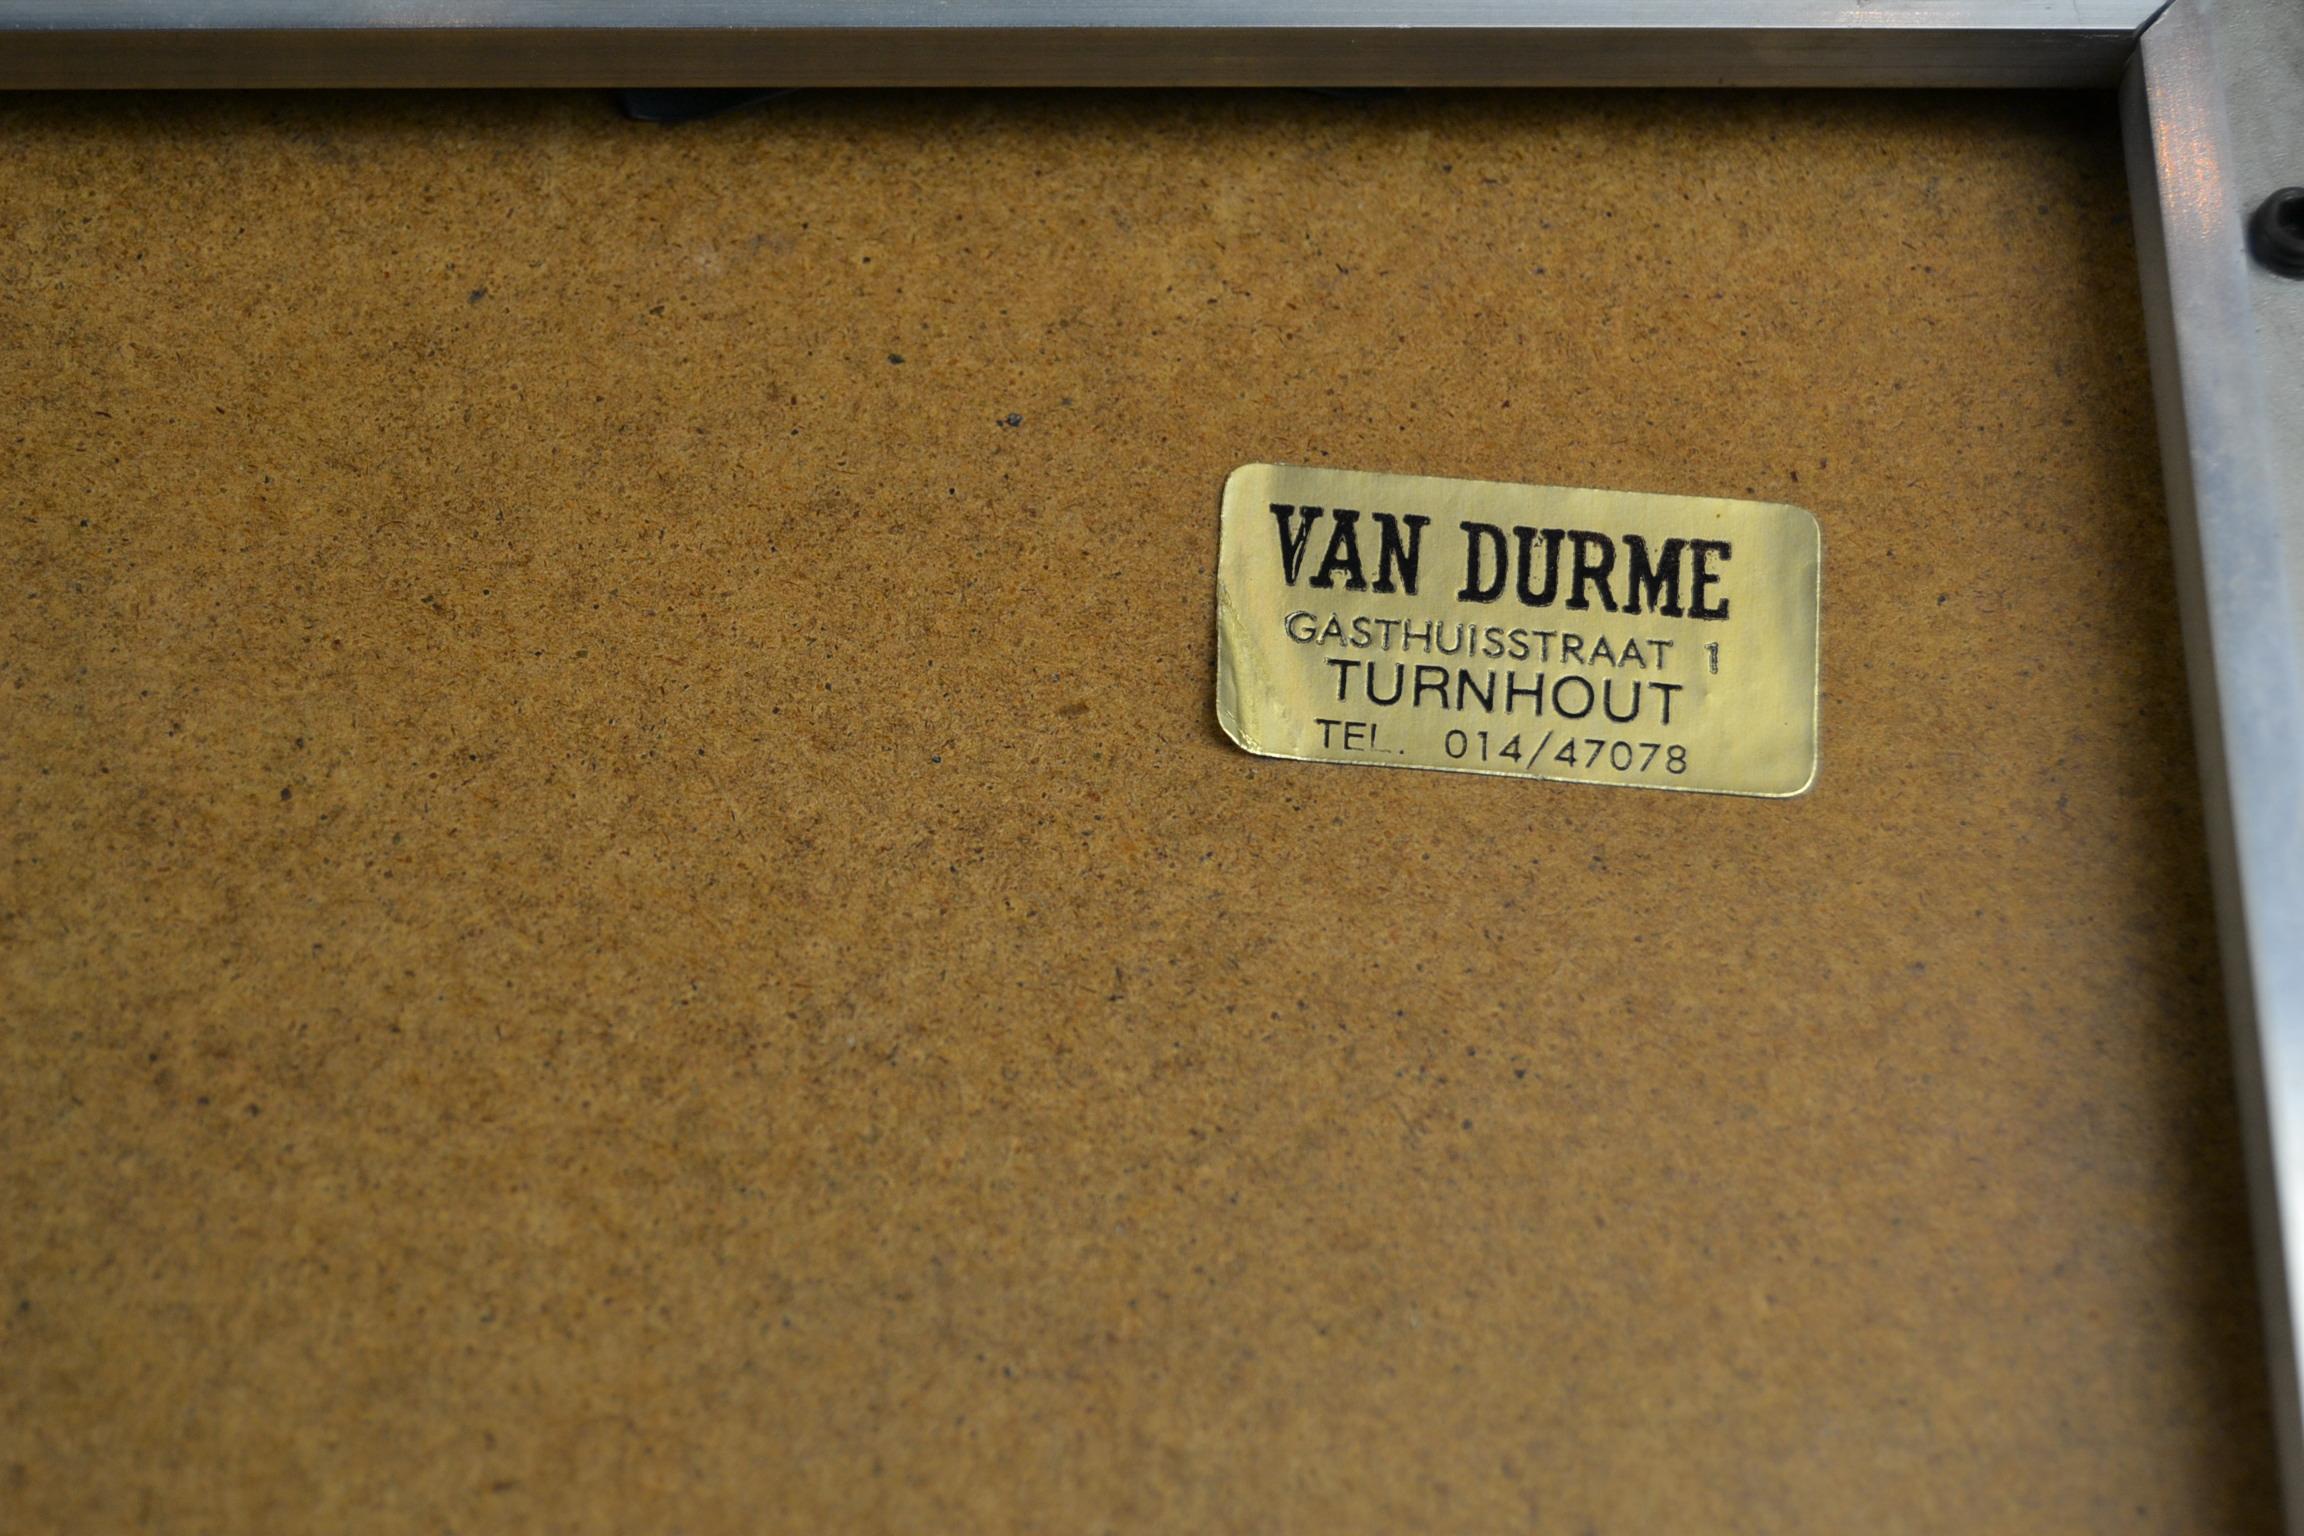 VAN DURME
GASTHUISSTRAAT 1
TURNHOUT
TEL. 014/47078